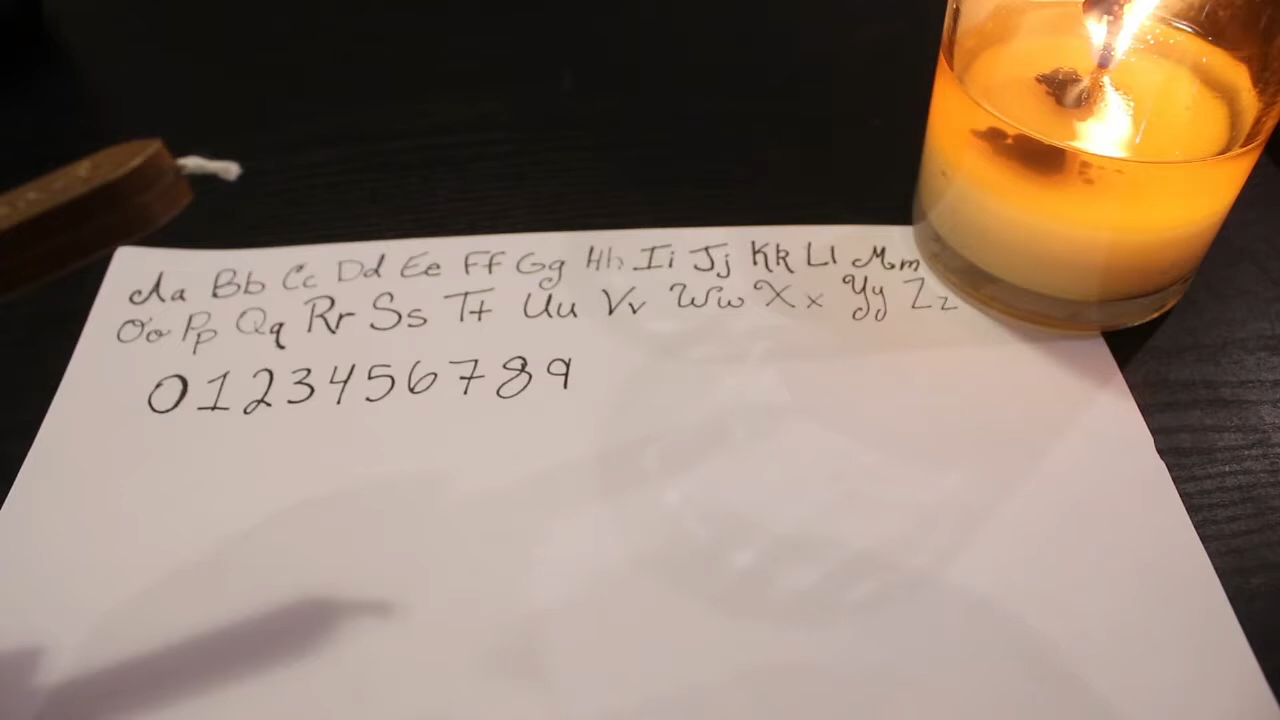 Aa Bb Cc Dd Ee Ff Gg Hh Ii Jj Kk Ll Mm
Oo Pp Qq Rr Ss Tt Uu Vv Ww Xx Yy Zz
0123456789